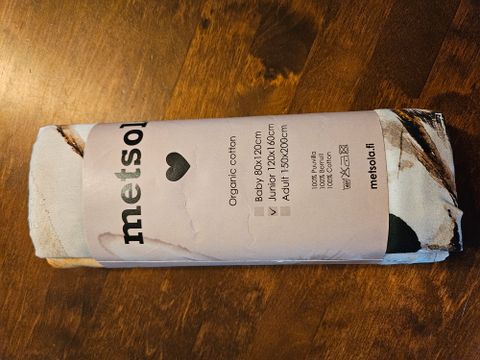 metsola
Organic cotton
Baby 80x120cm
Junior 120x160cm
Adult 150x200cm
100% Puuvilla
100% Bomull
100% Cotton
metsola.fi